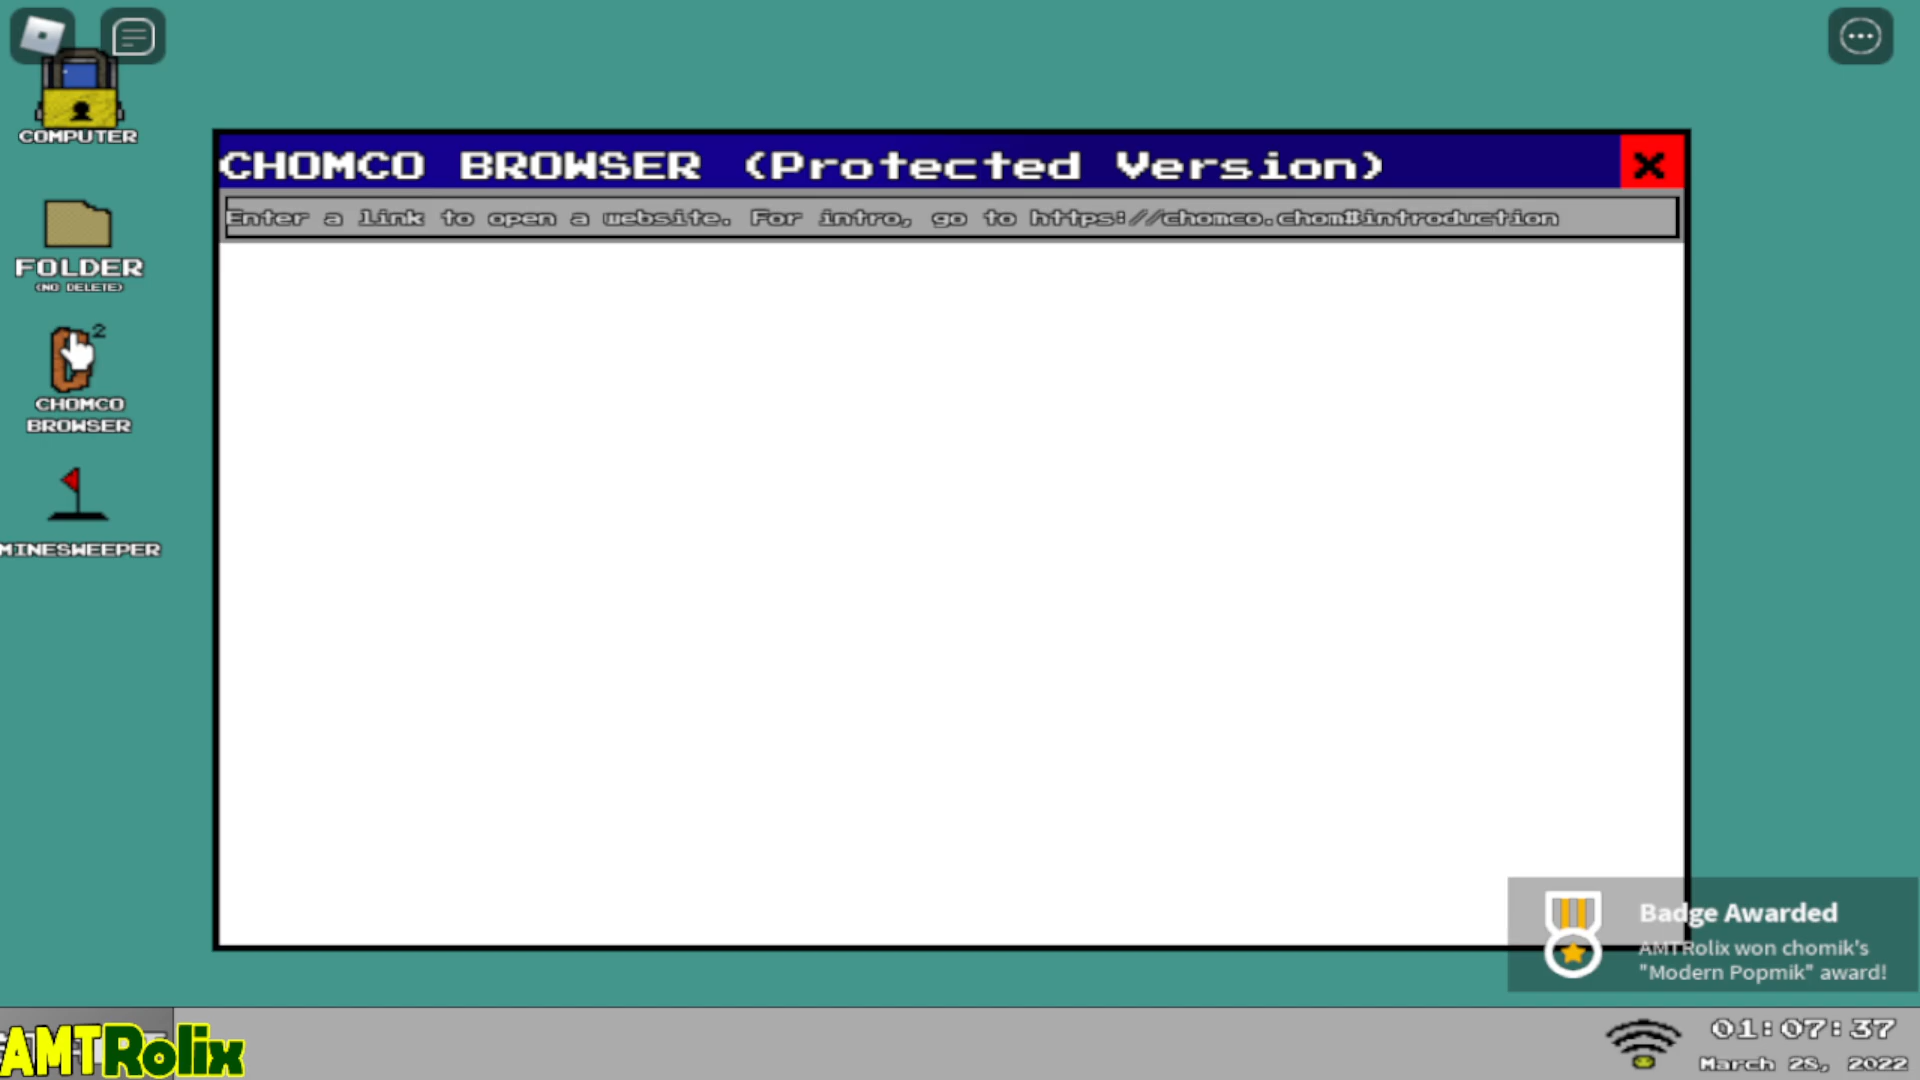 COMPUTER
FOLDER
(NO DELETE)
2
CHOMCO
BROWSER
MINESWEEPER
CHOMCO BROWSER (Protected Version)
X
Enter a link to open a website. For intro, go to https://chomco.chom#introduction
Badge Awarded
AMTRolix won chomik's
"Modern Popmik" award!
AMTRolix
01:07:37
March 28, 2022